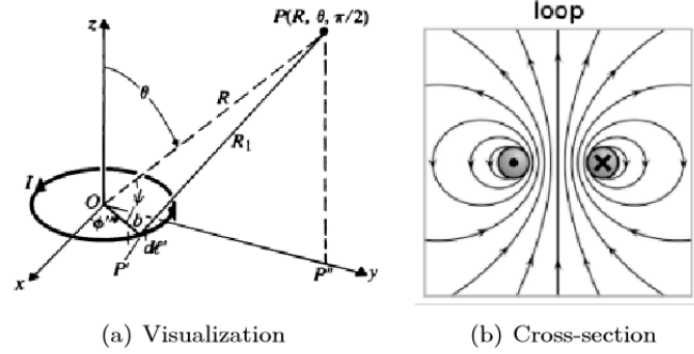 loop
z
P(R, θ, π/2)
θ
R
R₁
I
O
ψ
ϕ'
b
dℓ'
P'
x
P''
y
(a) Visualization
(b) Cross-section